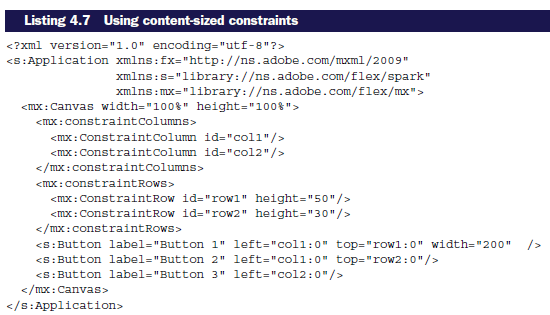 Listing 4.7 Using content-sized constraints
<?xml version="1.0" encoding="utf-8"?>
<s:Application xmlns:fx="http://ns.adobe.com/mxml/2009"
               xmlns:s="library://ns.adobe.com/flex/spark"
               xmlns:mx="library://ns.adobe.com/flex/mx">
  <mx:Canvas width="100%" height="100%">
    <mx:constraintColumns>
      <mx:ConstraintColumn id="col1"/>
      <mx:ConstraintColumn id="col2"/>
    </mx:constraintColumns>
    <mx:constraintRows>
      <mx:ConstraintRow id="row1" height="50"/>
      <mx:ConstraintRow id="row2" height="30"/>
    </mx:constraintRows>
    <s:Button label="Button 1" left="col1:0" top="row1:0" width="200" />
    <s:Button label="Button 2" left="col1:0" top="row2:0"/>
    <s:Button label="Button 3" left="col2:0"/>
  </mx:Canvas>
</s:Application>